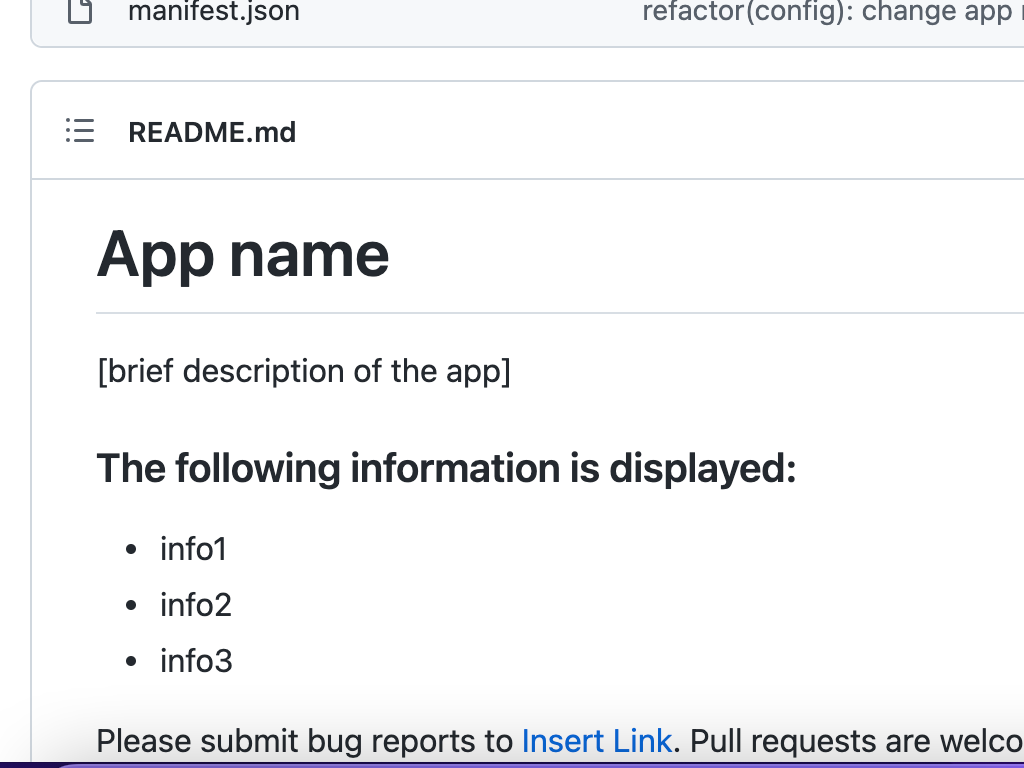 manifest.json refactor(config): change app
README.md
App name
[brief description of the app]
The following information is displayed:
info1
info2
info3
Please submit bug reports to Insert Link. Pull requests are welco